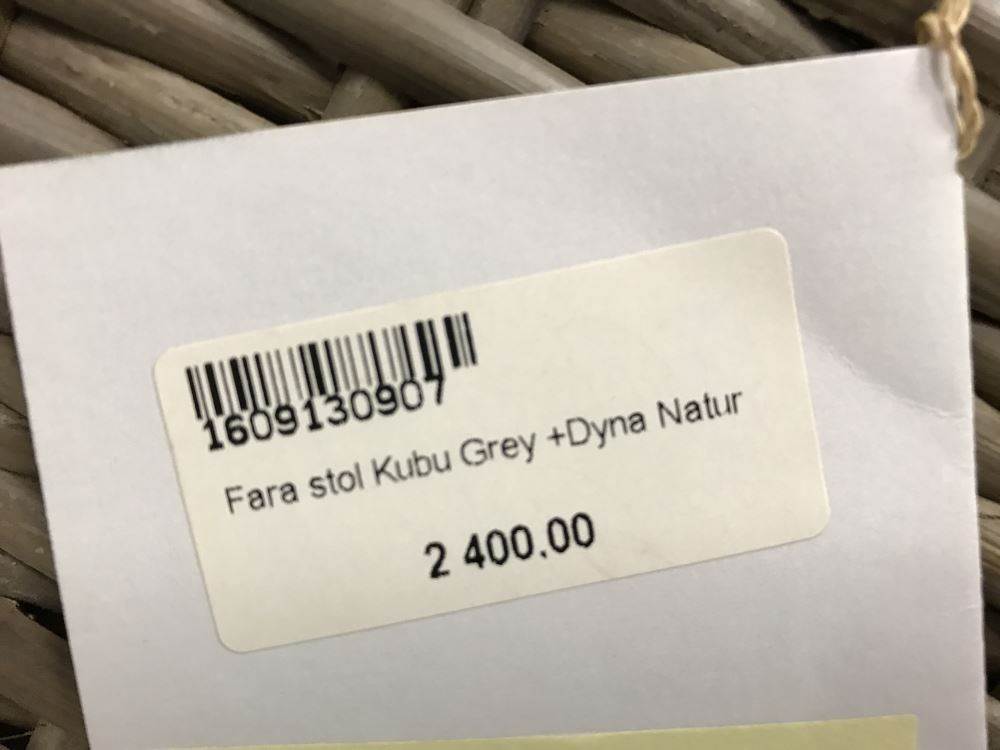 1609130907
Fara stol Kubu Grey +Dyna Natur
2 400,00